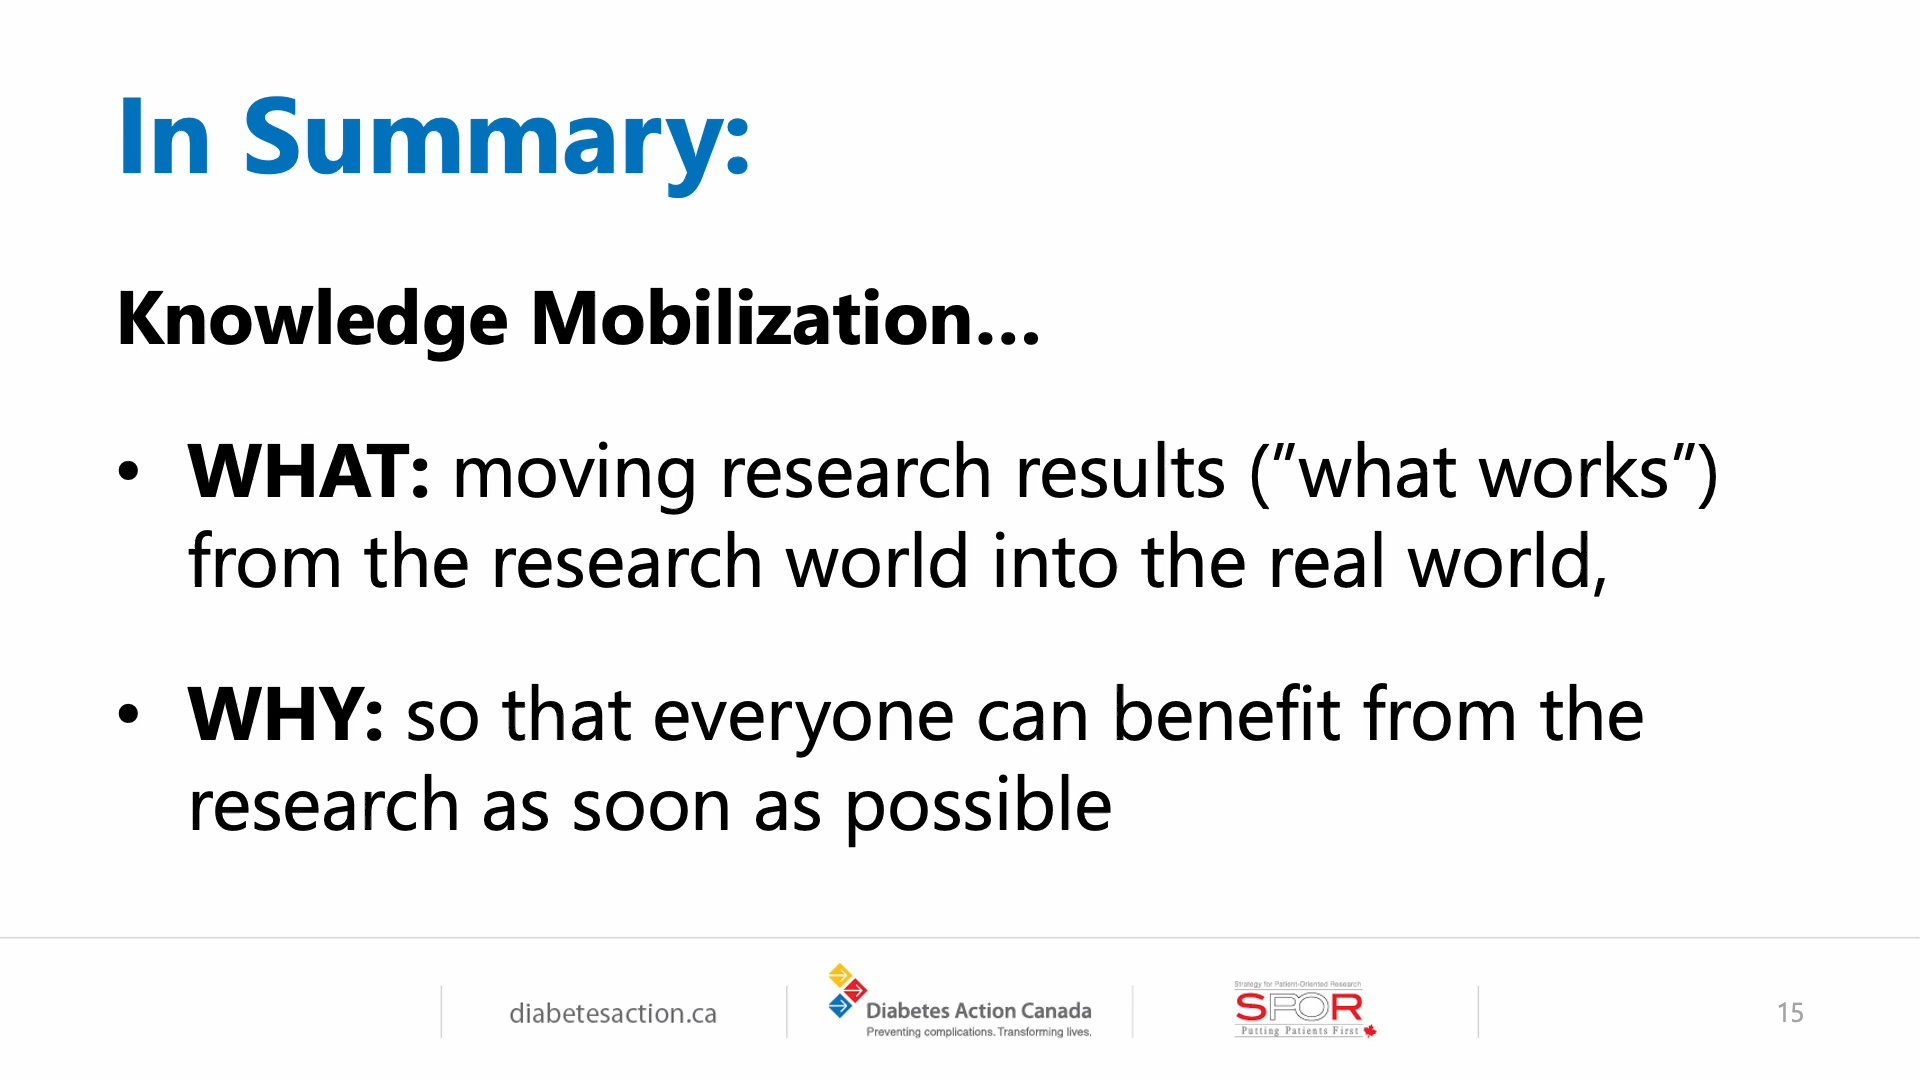 In Summary:
Knowledge Mobilization...
• WHAT: moving research results (”what works”)
from the research world into the real world,
• WHY: so that everyone can benefit from the
research as soon as possible
diabetesaction.ca
Diabetes Action Canada
Preventing complications. Transforming lives.
Strategy for Patient-Oriented Research
SPOR
Putting Patients First
15